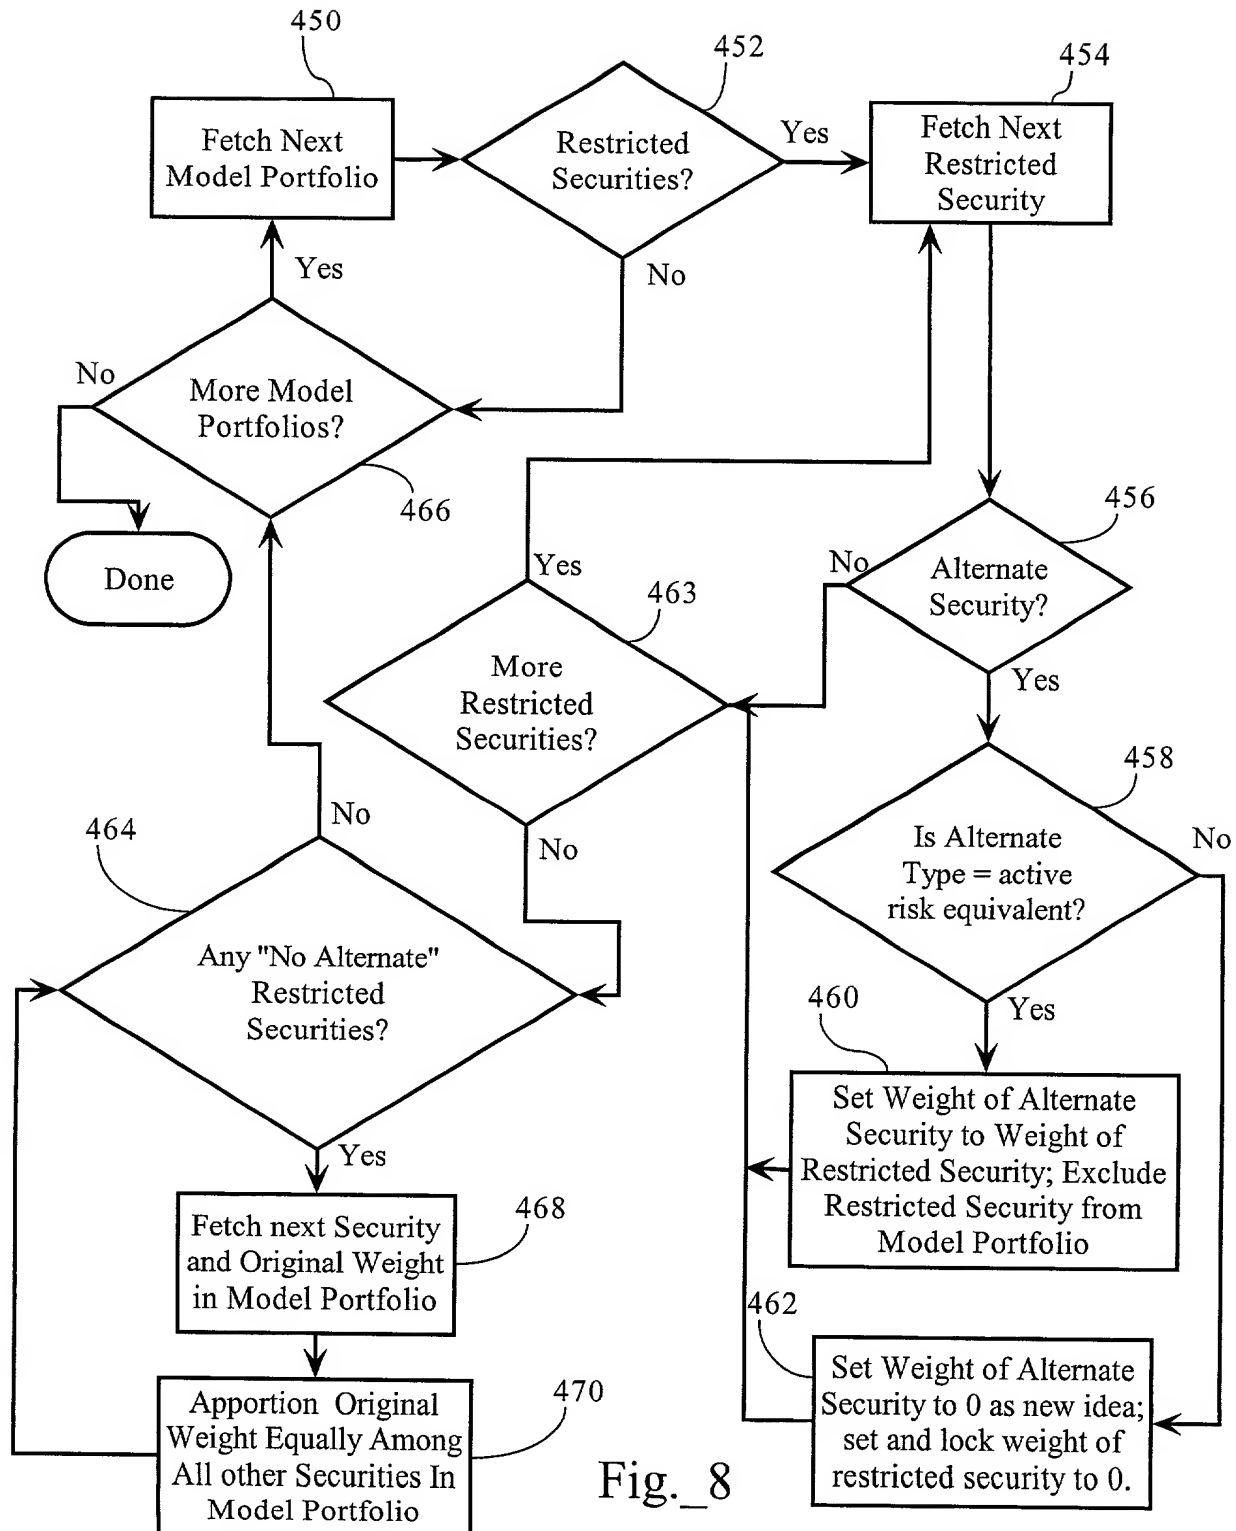 450
452
454
Fetch Next
Model Portfolio
Restricted
Securities?
Yes
Fetch Next
Restricted
Security
Yes
No
No
More Model
Portfolios?
466
456
Done
Yes
463
No
Alternate
Security?
More
Restricted
Securities?
Yes
458
No
464
No
Is Alternate
Type = active
risk equivalent?
No
Any "No Alternate"
Restricted
Securities?
460
Yes
Yes
Set Weight of Alternate
Security to Weight of
Restricted Security; Exclude
Restricted Security from
Model Portfolio
468
Fetch next Security
and Original Weight
in Model Portfolio
462
470
Apportion Original
Weight Equally Among
All other Securities In
Model Portfolio
Set Weight of Alternate
Security to 0 as new idea;
set and lock weight of
restricted security to 0.
Fig._8